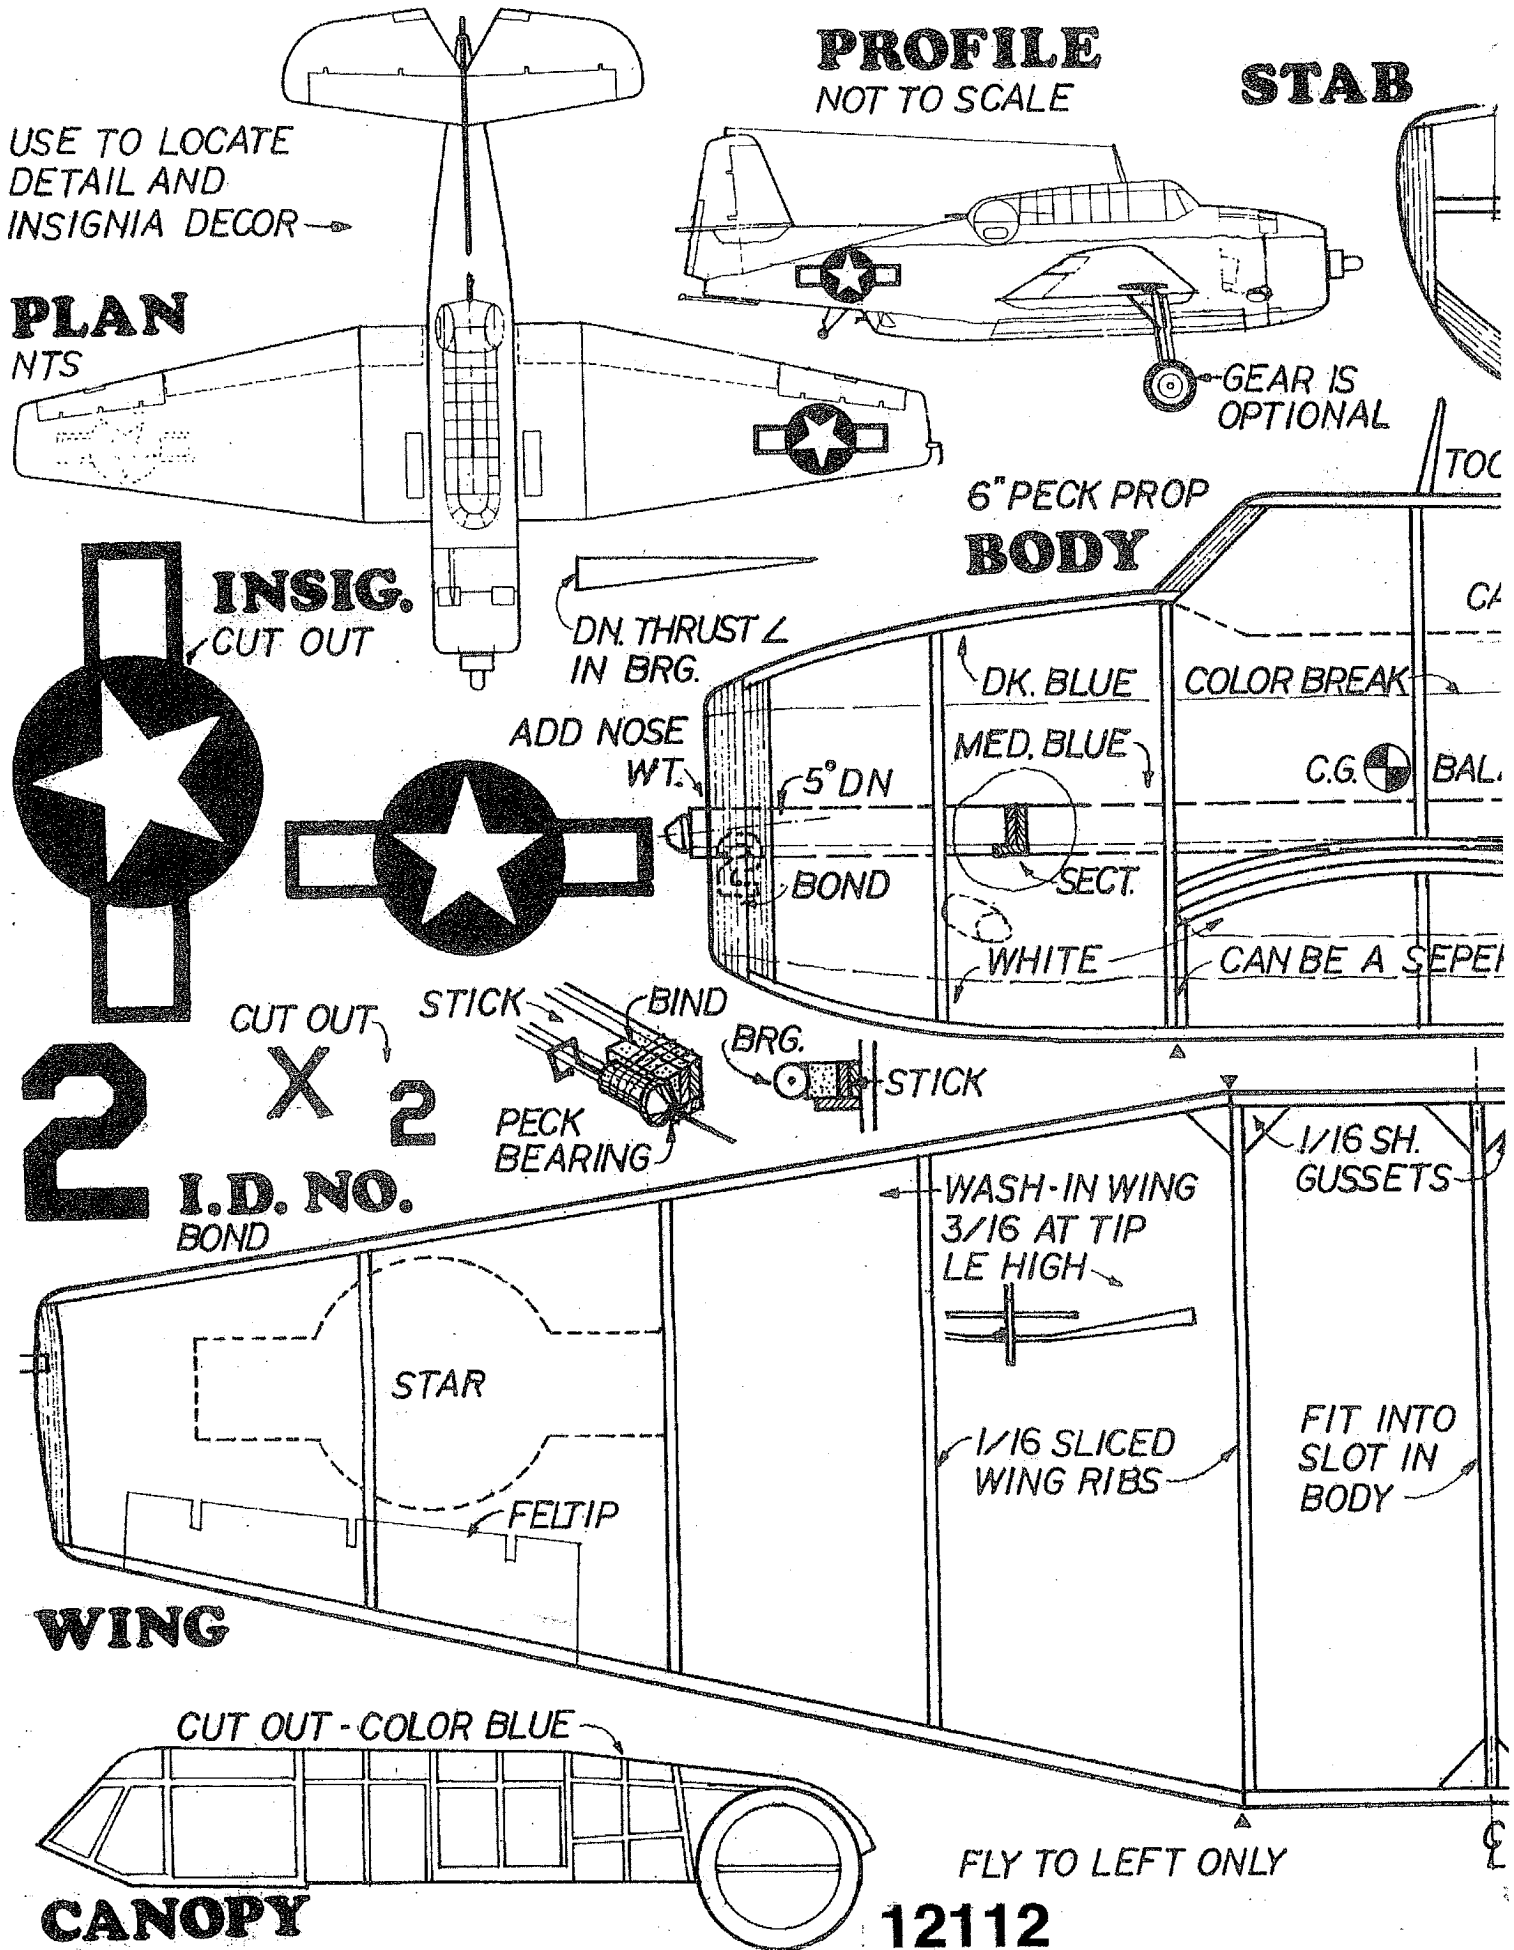 PROFILE
NOT TO SCALE
STAB
USE TO LOCATE
DETAIL AND
INSIGNIA DECOR
PLAN
NTS
GEAR IS
OPTIONAL
TOO
6" PECK PROP
BODY
INSIG.
CUT OUT
DN. THRUST ∠
IN BRG.
CA
DK. BLUE
COLOR BREAK
ADD NOSE
WT.
5° DN
MED. BLUE
C.G.
BAL.
BOND
SECT.
WHITE
CAN BE A SEPER
CUT OUT
STICK
BIND
BRG.
STICK
PECK
BEARING
2
X
2
I.D. NO.
BOND
1/16 SH.
GUSSETS
WASH-IN WING
3/16 AT TIP
LE HIGH
STAR
1/16 SLICED
WING RIBS
FIT INTO
SLOT IN
BODY
FELTIP
WING
CUT OUT - COLOR BLUE
CANOPY
FLY TO LEFT ONLY
℄
12112